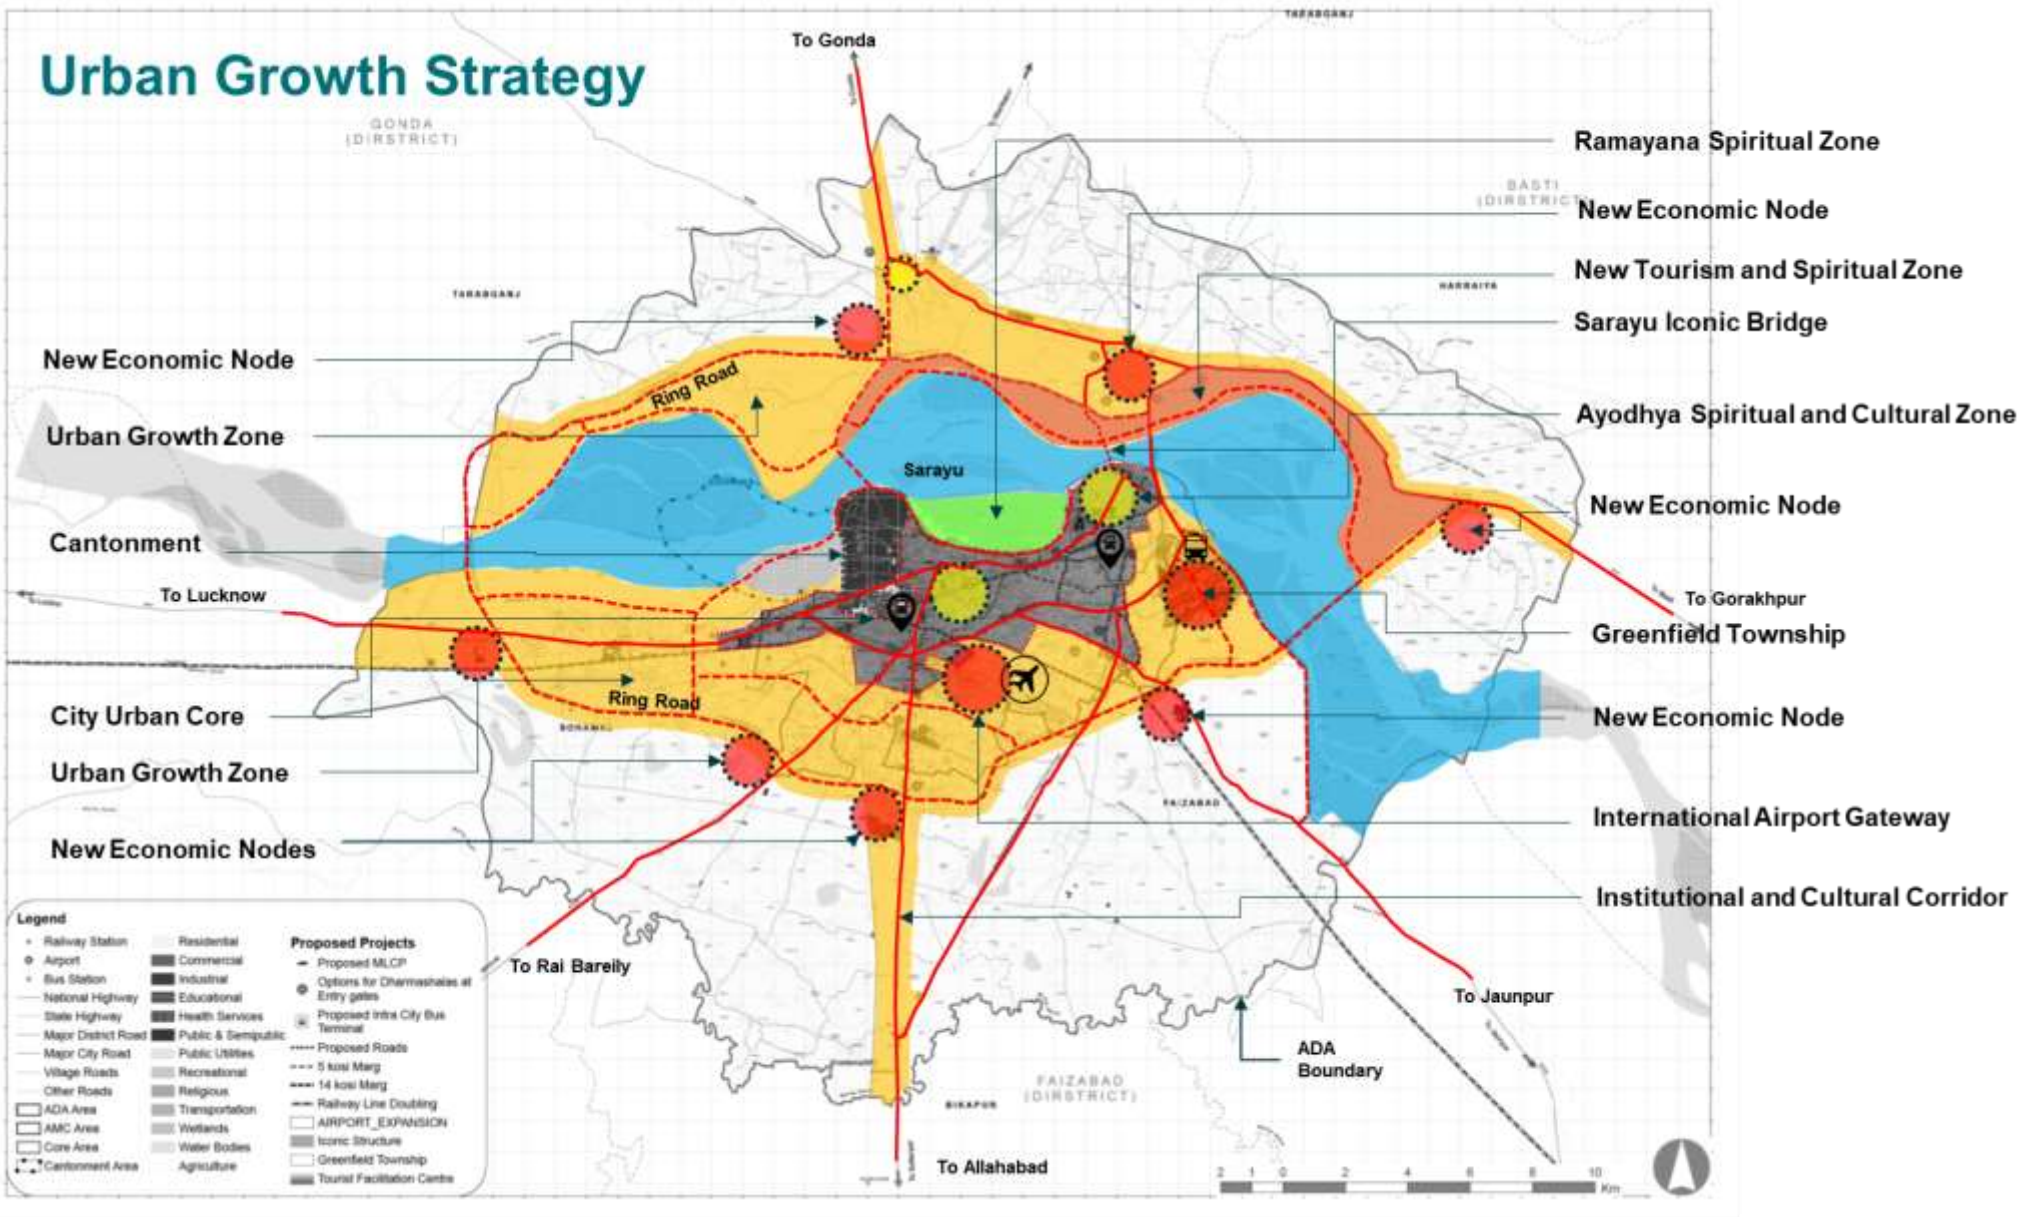 Urban Growth Strategy
TARABGANJ
To Gonda
GONDA
(DIRSTRICT)
Ramayana Spiritual Zone
BASTI
(DIRSTRICT)
New Economic Node
New Tourism and Spiritual Zone
HARRAIYA
TARABGANJ
Sarayu Iconic Bridge
New Economic Node
Ring Road
Ayodhya Spiritual and Cultural Zone
Urban Growth Zone
Sarayu
New Economic Node
Cantonment
To Lucknow
To Gorakhpur
Greenfield Township
City Urban Core
Ring Road
New Economic Node
SOHAWAL
Urban Growth Zone
FAIZABAD
International Airport Gateway
New Economic Nodes
Institutional and Cultural Corridor
To Rai Bareily
To Jaunpur
ADA
Boundary
FAIZABAD
(DIRSTRICT)
BIKAPUR
To Allahabad
Legend
Railway Station
Airport
Bus Station
National Highway
State Highway
Major District Road
Major City Road
Village Roads
Other Roads
ADA Area
AMC Area
Core Area
Cantonment Area
Residential
Commercial
Industrial
Educational
Health Services
Public & Semipublic
Public Utilities
Recreational
Religious
Transportation
Wetlands
Water Bodies
Agriculture
Proposed Projects
Proposed MLCP
Options for Dharmashalas at
Entry gates
Proposed Intra City Bus
Terminal
Proposed Roads
5 kosi Marg
14 kosi Marg
Railway Line Doubling
AIRPORT_EXPANSION
Iconic Structure
Greenfield Township
Tourist Facilitation Centre
2 1 0 2 4 6 8 10
Km